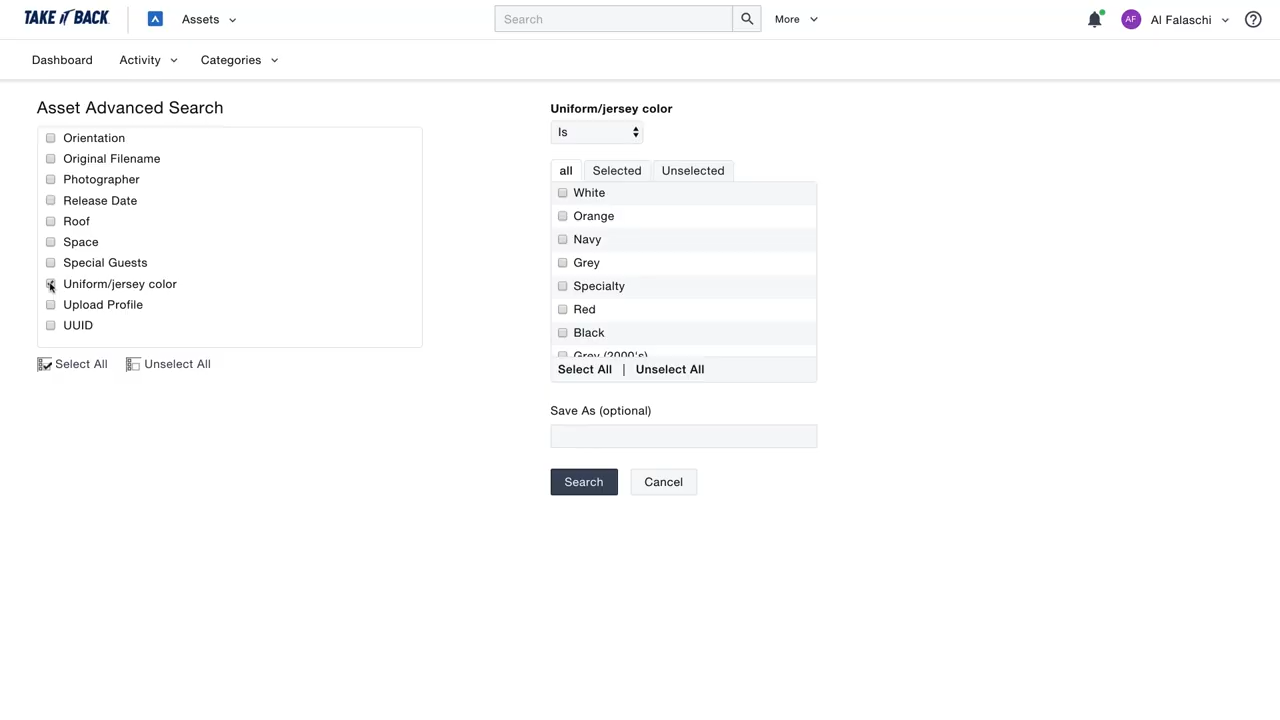 TAKE IT BACK
Assets
Search
More
AF
Al Falaschi
?
Dashboard
Activity
Categories
Asset Advanced Search
Orientation
Original Filename
Photographer
Release Date
Roof
Space
Special Guests
Uniform/jersey color
Upload Profile
UUID
Select All
Unselect All
Uniform/jersey color
Is
all
Selected
Unselected
White
Orange
Navy
Grey
Specialty
Red
Black
Grey (2000's)
Select All | Unselect All
Save As (optional)
Search
Cancel